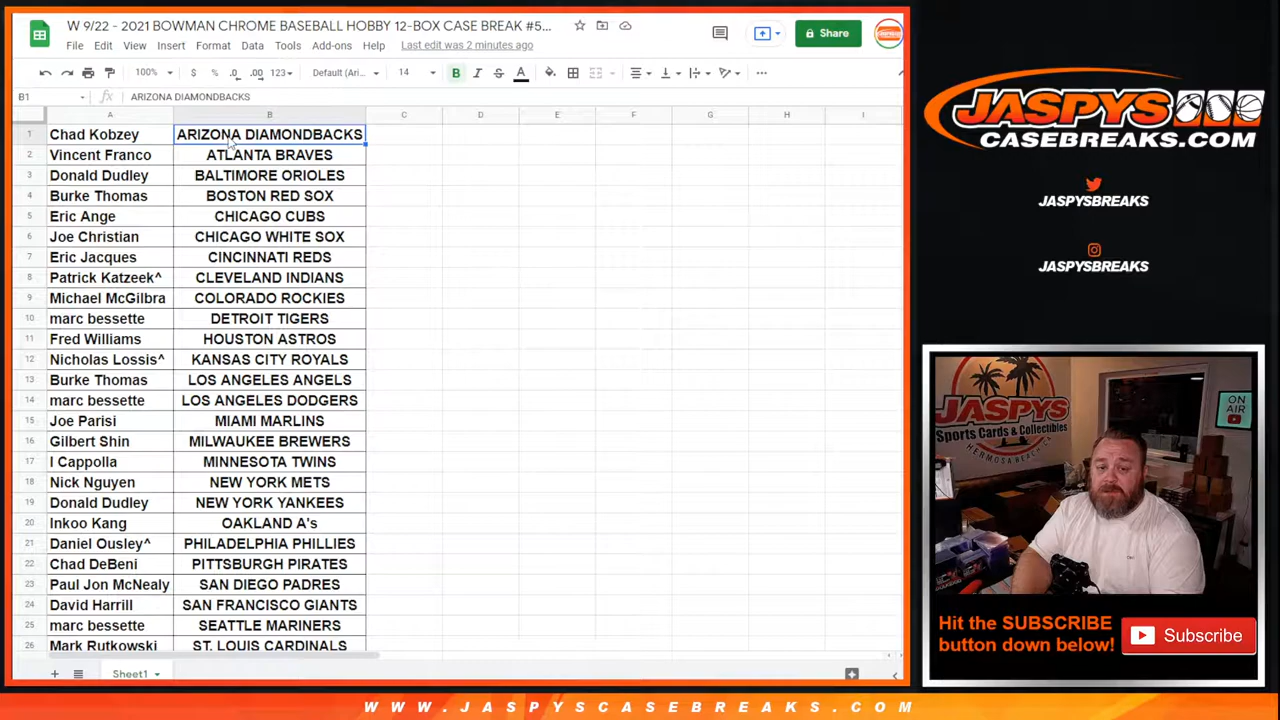 W 9/22 - 2021 BOWMAN CHROME BASEBALL HOBBY 12-BOX CASE BREAK #5...
File Edit View Insert Format Data Tools Add-ons Help Last edit was 2 minutes ago
Share
100% $ % .0 .00 123 Default (Ari... 14 B I S A
B1 fx ARIZONA DIAMONDBACKS
A B C D E F G H I
1 Chad Kobzey ARIZONA DIAMONDBACKS
2 Vincent Franco ATLANTA BRAVES
3 Donald Dudley BALTIMORE ORIOLES
4 Burke Thomas BOSTON RED SOX
5 Eric Ange CHICAGO CUBS
6 Joe Christian CHICAGO WHITE SOX
7 Eric Jacques CINCINNATI REDS
8 Patrick Katzeek^ CLEVELAND INDIANS
9 Michael McGilbra COLORADO ROCKIES
10 marc bessette DETROIT TIGERS
11 Fred Williams HOUSTON ASTROS
12 Nicholas Lossis^ KANSAS CITY ROYALS
13 Burke Thomas LOS ANGELES ANGELS
14 marc bessette LOS ANGELES DODGERS
15 Joe Parisi MIAMI MARLINS
16 Gilbert Shin MILWAUKEE BREWERS
17 I Cappolla MINNESOTA TWINS
18 Nick Nguyen NEW YORK METS
19 Donald Dudley NEW YORK YANKEES
20 Inkoo Kang OAKLAND A's
21 Daniel Ousley^ PHILADELPHIA PHILLIES
22 Chad DeBeni PITTSBURGH PIRATES
23 Paul Jon McNealy SAN DIEGO PADRES
24 David Harrill SAN FRANCISCO GIANTS
25 marc bessette SEATTLE MARINERS
26 Mark Rutkowski ST. LOUIS CARDINALS
Sheet1
JASPYS
CASEBREAKS.COM
JASPYSBREAKS
JASPYSBREAKS
JASPYS
Sports Cards & Collectibles
HERMOSA BEACH CA
ON
AIR
Hit the SUBSCRIBE
button down below!
Subscribe
WWW.JASPYSCASEBREAKS.COM